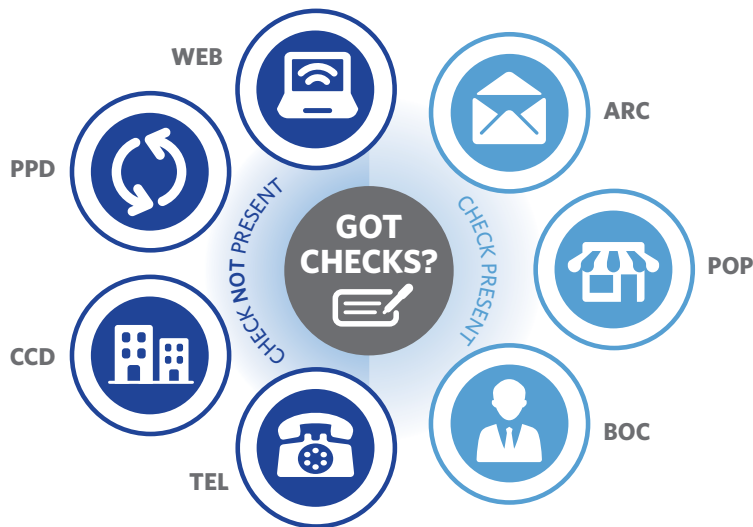 WEB
ARC
PPD
POP
CCD
BOC
TEL
CHECK NOT PRESENT
GOT
CHECKS?
CHECK PRESENT